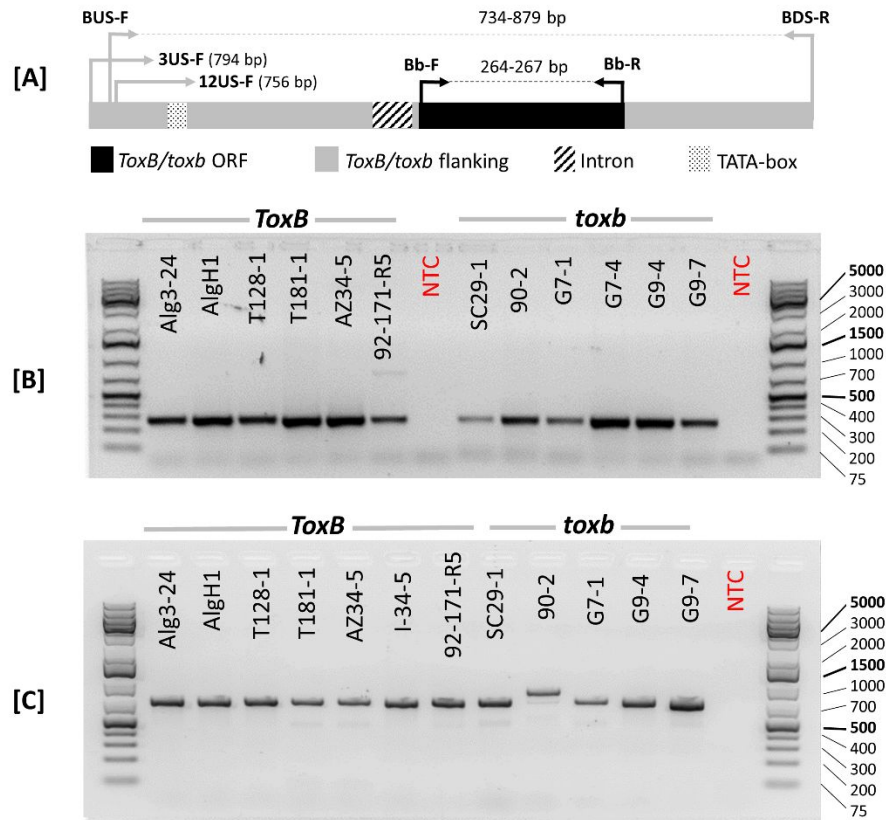 BUS-F 734-879 bp BDS-R
3US-F (794 bp)
[A] 12US-F (756 bp) Bb-F 264-267 bp Bb-R
ToxB/toxb ORF ToxB/toxb flanking Intron TATA-box
ToxB toxb
Alg3-24 AlgH1 T128-1 T181-1 AZ34-5 92-171-R5 NTC SC29-1 90-2 G7-1 G7-4 G9-4 G9-7 NTC
[B]
5000
3000
2000
1500
1000
700
500
400
300
200
75
ToxB toxb
Alg3-24 AlgH1 T128-1 T181-1 AZ34-5 I-34-5 92-171-R5 SC29-1 90-2 G7-1 G9-4 G9-7 NTC
[C]
5000
3000
2000
1500
1000
700
500
400
300
200
75